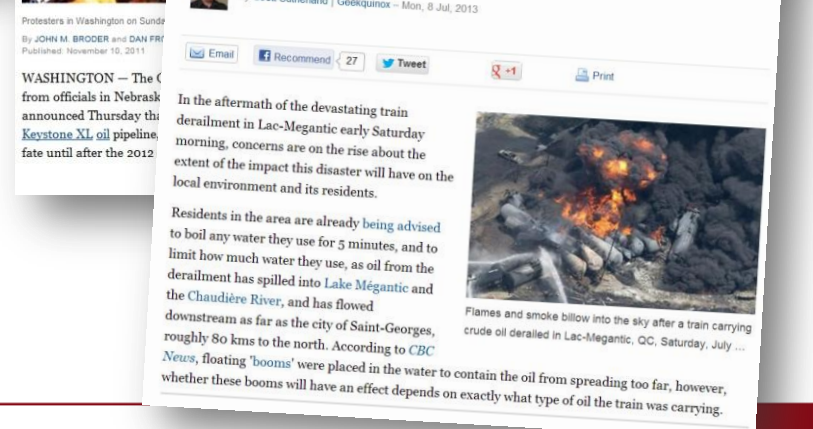 Protesters in Washington on
By JOHN M. BRODER and DAN
Published: November 10, 2011
WASHINGTON — The
from officials in
announced Thursday
Keystone XL oil pipeline,
fate until after the 2012
Geekquinox – Mon, 8 Jul, 2013
Email
Recommend 27
Tweet
+1
Print
In the aftermath of the devastating train
derailment in Lac-Megantic early Saturday
morning, concerns are on the rise about the
extent of the impact this disaster will have on the
local environment and its residents.
Residents in the area are already being advised
to boil any water they use for 5 minutes, and to
limit how much water they use, as oil from the
derailment has spilled into Lake Mégantic and
the Chaudière River, and has flowed
downstream as far as the city of Saint-Georges,
roughly 80 kms to the north. According to CBC
News, floating 'booms' were placed in the water to contain the oil from spreading too far, however,
whether these booms will have an effect depends on exactly what type of oil the train was carrying.
Flames and smoke billow into the sky after a train carrying
crude oil derailed in Lac-Megantic, QC, Saturday, July ...